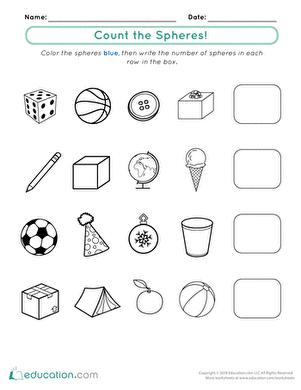 Name: Date:
Count the Spheres!
Color the spheres blue, then write the number of spheres in each
row in the box.
education.com
Copyright © 2018 Education.com LLC All Rights Reserved
More worksheets at www.education.com/worksheets